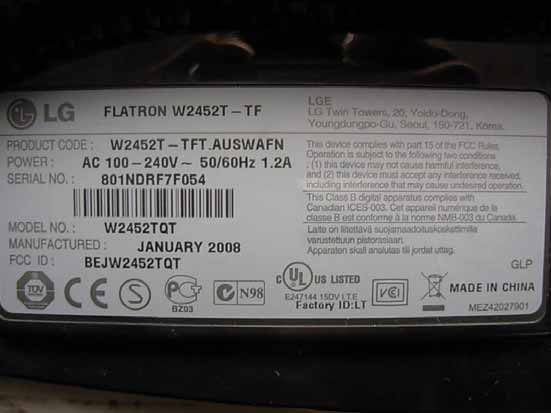 LG FLATRON W2452T-TF
LGE
LG Twin Towers, 20, Yoido-Dong,
Youngdungpo-Gu, Seoul, 150-721, Korea.
PRODUCT CODE : W2452T-TFT.AUSWAFN
POWER : AC 100-240V~ 50/60Hz 1.2A
SERIAL NO. : 801NDRF7F054
MODEL NO. : W2452TQT
MANUFACTURED : JANUARY 2008
FCC ID : BEJW2452TQT
This device complies with part 15 of the FCC Rules.
Operation is subject to the following two conditions
: (1) this device may not cause harmful interference,
and (2) this device must accept any interference received,
including interference that may cause undesired operation.
This Class B digital apparatus complies with
Canadian ICES-003. Cet appareil numérique de la
classe B est conforme à la norme NMB-003 du Canada.
Laite on liitettävä suojamaadoituskoskettimilla
varustettuun pistorasiaan.
Apparaten skall anslutas till jordat uttag.
GLP
TÜV
CE
S
BZ03
N98
C UL US LISTED
E247144 15DV I.T.E
Factory ID:LT
VCCI
MADE IN CHINA
MEZ42027901